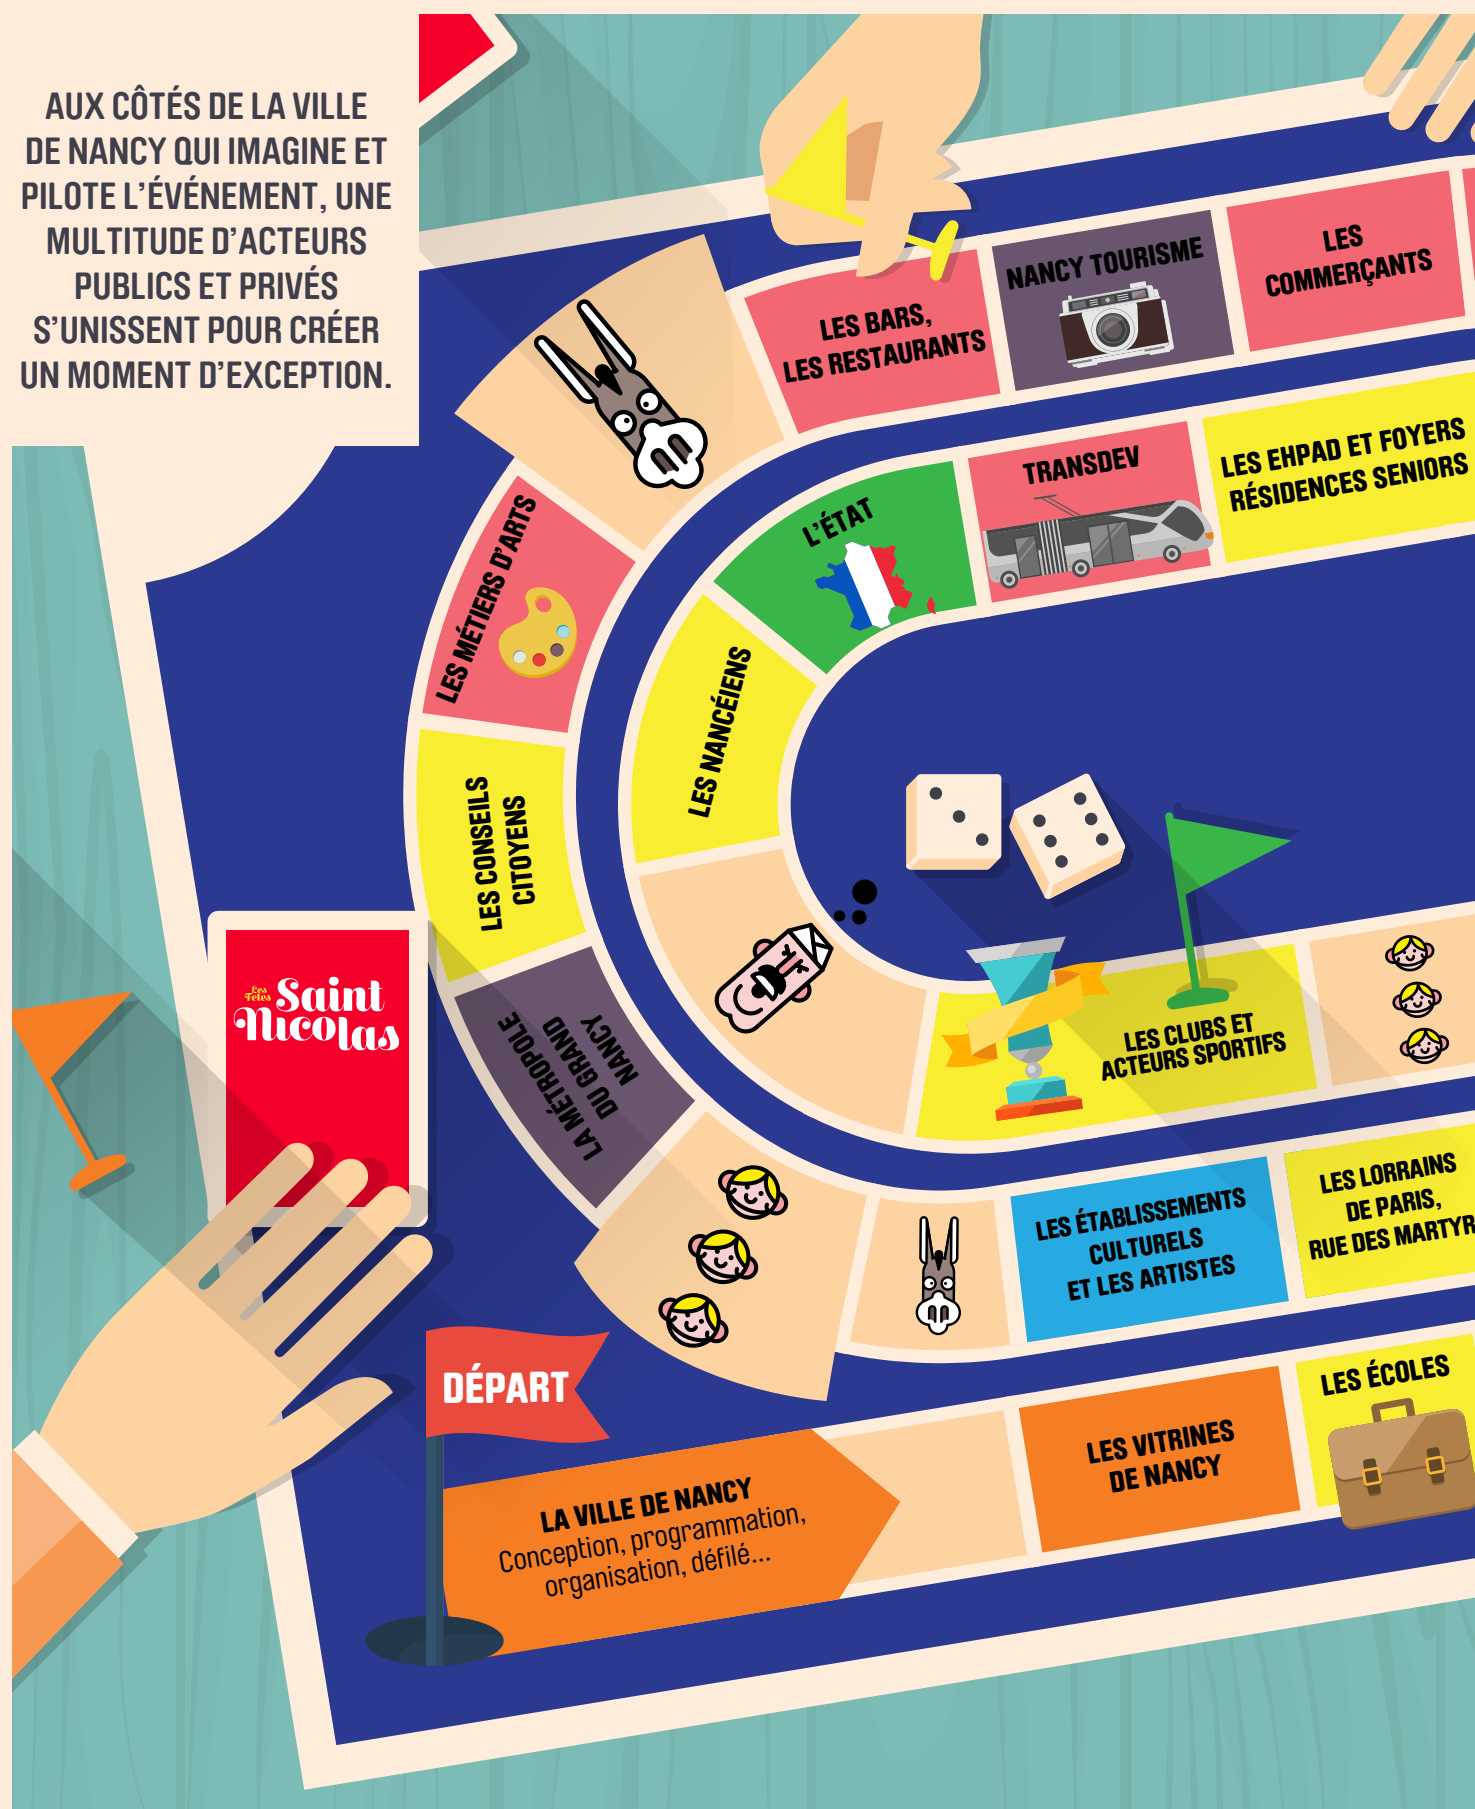 AUX CÔTÉS DE LA VILLE
DE NANCY QUI IMAGINE ET
PILOTE L’ÉVÉNEMENT, UNE
MULTITUDE D’ACTEURS
PUBLICS ET PRIVÉS
S’UNISSENT POUR CRÉER
UN MOMENT D’EXCEPTION.
LES BARS,
LES RESTAURANTS
NANCY TOURISME
LES
COMMERÇANTS
LES MÉTIERS D’ARTS
L’ÉTAT
TRANSDEV
LES EHPAD ET FOYERS
RÉSIDENCES SENIORS
LES NANCÉIENS
LES CONSEILS
CITOYENS
LA MÉTROPOLE
DU GRAND
NANCY
Les Fêtes
Saint
Nicolas
LES CLUBS ET
ACTEURS SPORTIFS
LES ÉTABLISSEMENTS
CULTURELS
ET LES ARTISTES
LES LORRAINS
DE PARIS,
RUE DES MARTYR
DÉPART
LA VILLE DE NANCY
Conception, programmation,
organisation, défilé...
LES VITRINES
DE NANCY
LES ÉCOLES